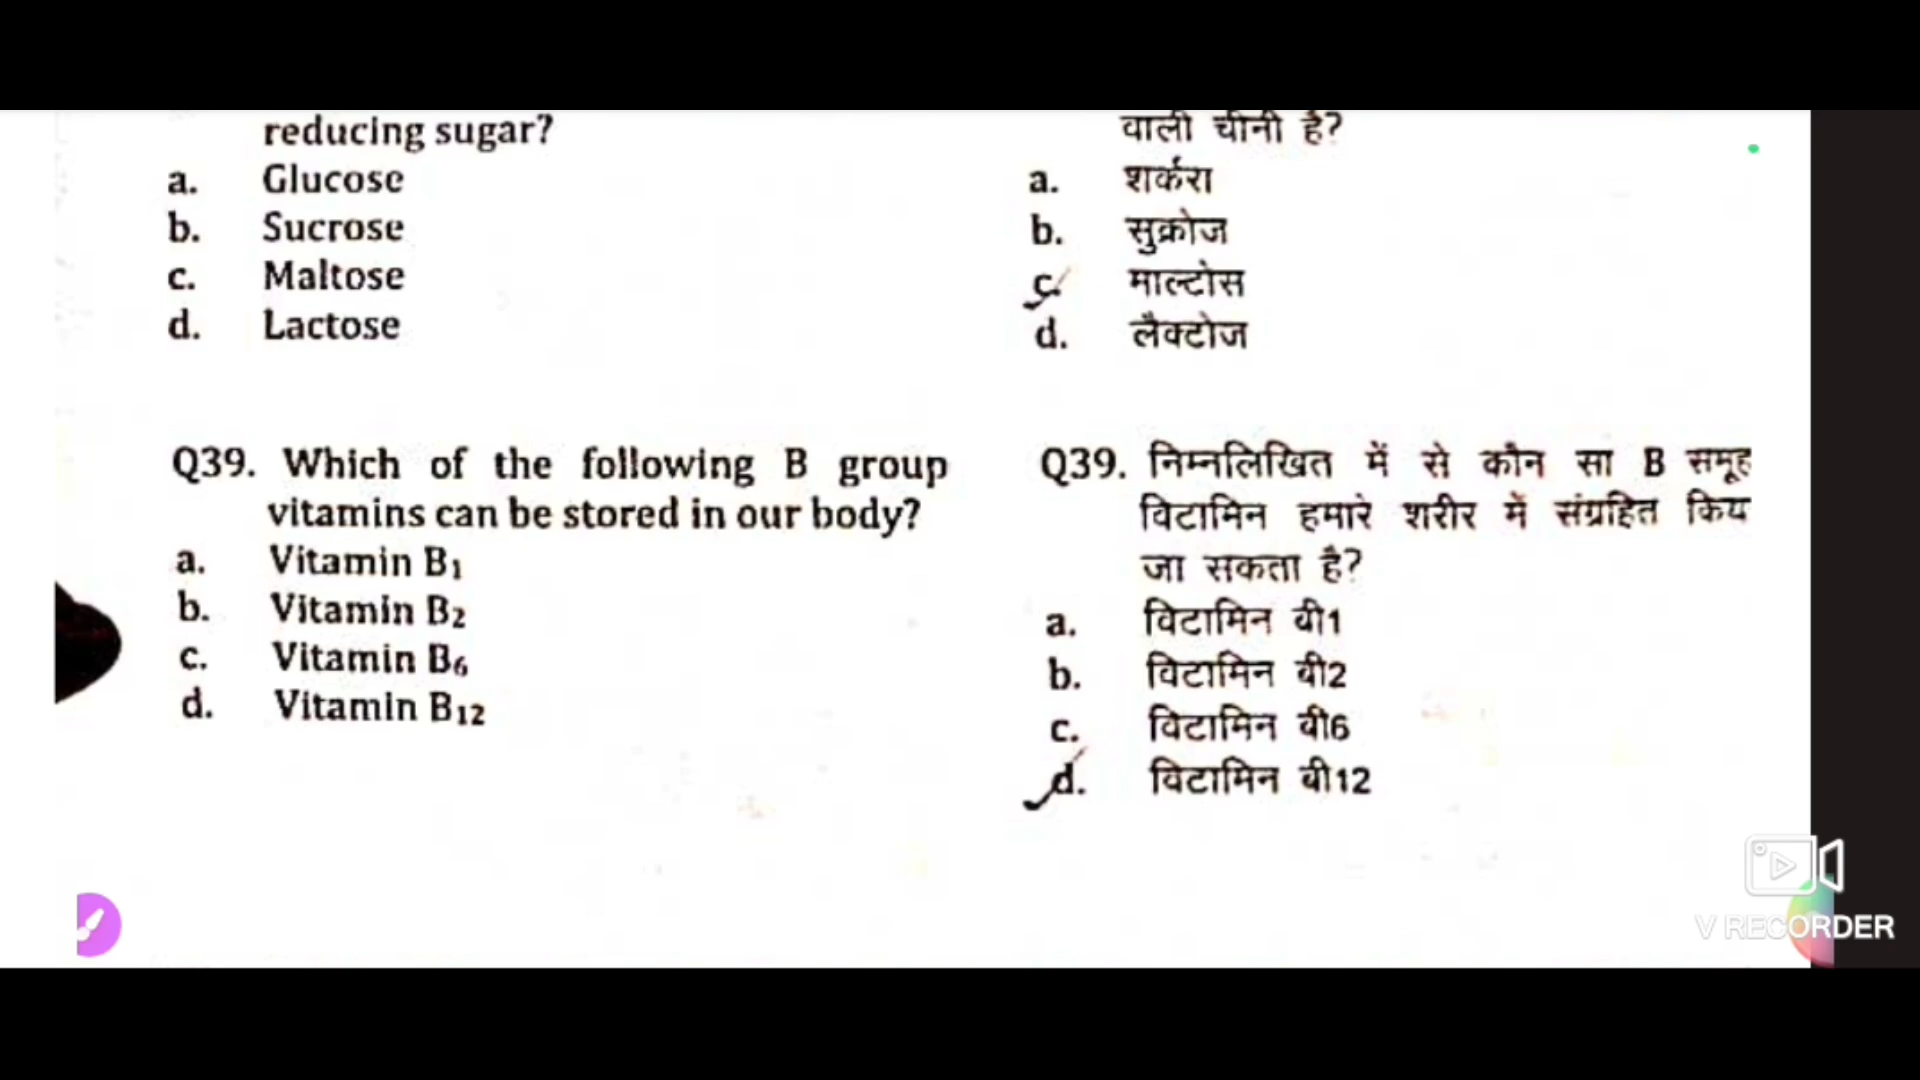 reducing sugar?
a. Glucose
b. Sucrose
c. Maltose
d. Lactose
Q39. Which of the following B group
vitamins can be stored in our body?
a. Vitamin B1
b. Vitamin B2
c. Vitamin B6
d. Vitamin B12
वाली चीनी है?
a. शर्करा
b. सुक्रोज
c. माल्टोस
d. लैक्टोज
Q39. निम्नलिखित में से कौन सा B समूह
विटामिन हमारे शरीर में संग्रहित किय
जा सकता है?
a. विटामिन बी1
b. विटामिन बी2
c. विटामिन बी6
d. विटामिन बी12
V RECORDER